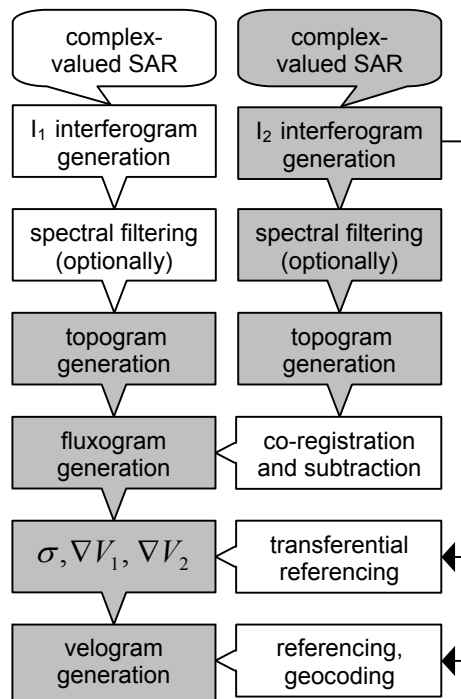 complex-
valued SAR
complex-
valued SAR
I₁ interferogram
generation
I₂ interferogram
generation
spectral filtering
(optionally)
spectral filtering
(optionally)
topogram
generation
topogram
generation
fluxogram
generation
co-registration
and subtraction
σ, ∇V₁, ∇V₂
transferential
referencing
velogram
generation
referencing,
geocoding